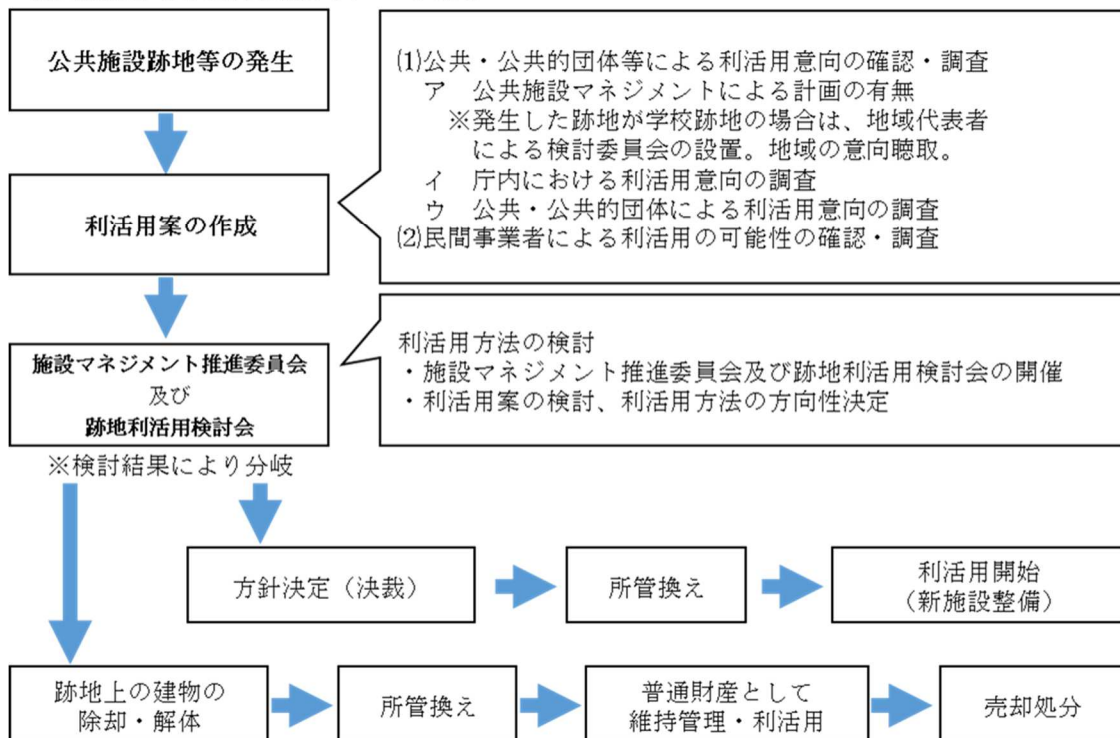 公共施設跡地等の発生
⑴公共・公共的団体等による利活用意向の確認・調査
ア　公共施設マネジメントによる計画の有無
※発生した跡地が学校跡地の場合は、地域代表者
による検討委員会の設置。地域の意向聴取。
イ　庁内における利活用意向の調査
ウ　公共・公共的団体による利活用意向の調査
⑵民間事業者による利活用の可能性の確認・調査
利活用案の作成
施設マネジメント推進委員会
及び
跡地利活用検討会
利活用方法の検討
・施設マネジメント推進委員会及び跡地利活用検討会の開催
・利活用案の検討、利活用方法の方向性決定
※検討結果により分岐
方針決定（決裁）
所管換え
利活用開始
（新施設整備）
跡地上の建物の
除却・解体
所管換え
普通財産として
維持管理・利活用
売却処分